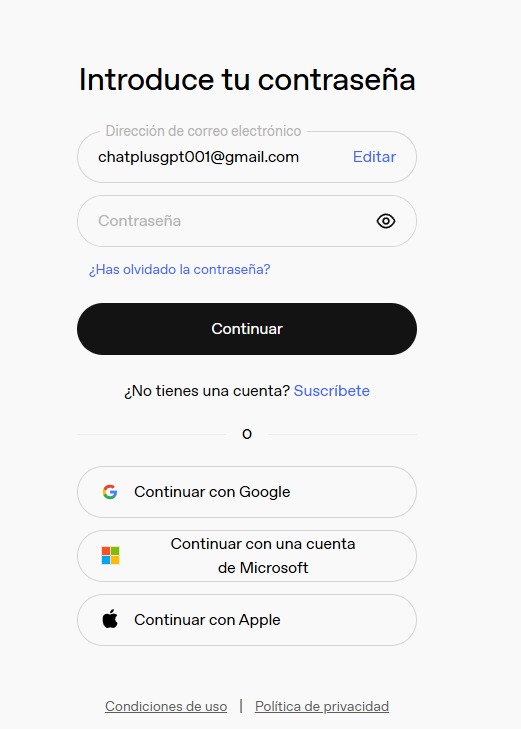 Introduce tu contraseña
Dirección de correo electrónico
chatplusgpt001@gmail.com Editar
Contraseña
¿Has olvidado la contraseña?
Continuar
¿No tienes una cuenta? Suscríbete
O
Continuar con Google
Continuar con una cuenta
de Microsoft
Continuar con Apple
Condiciones de uso | Política de privacidad